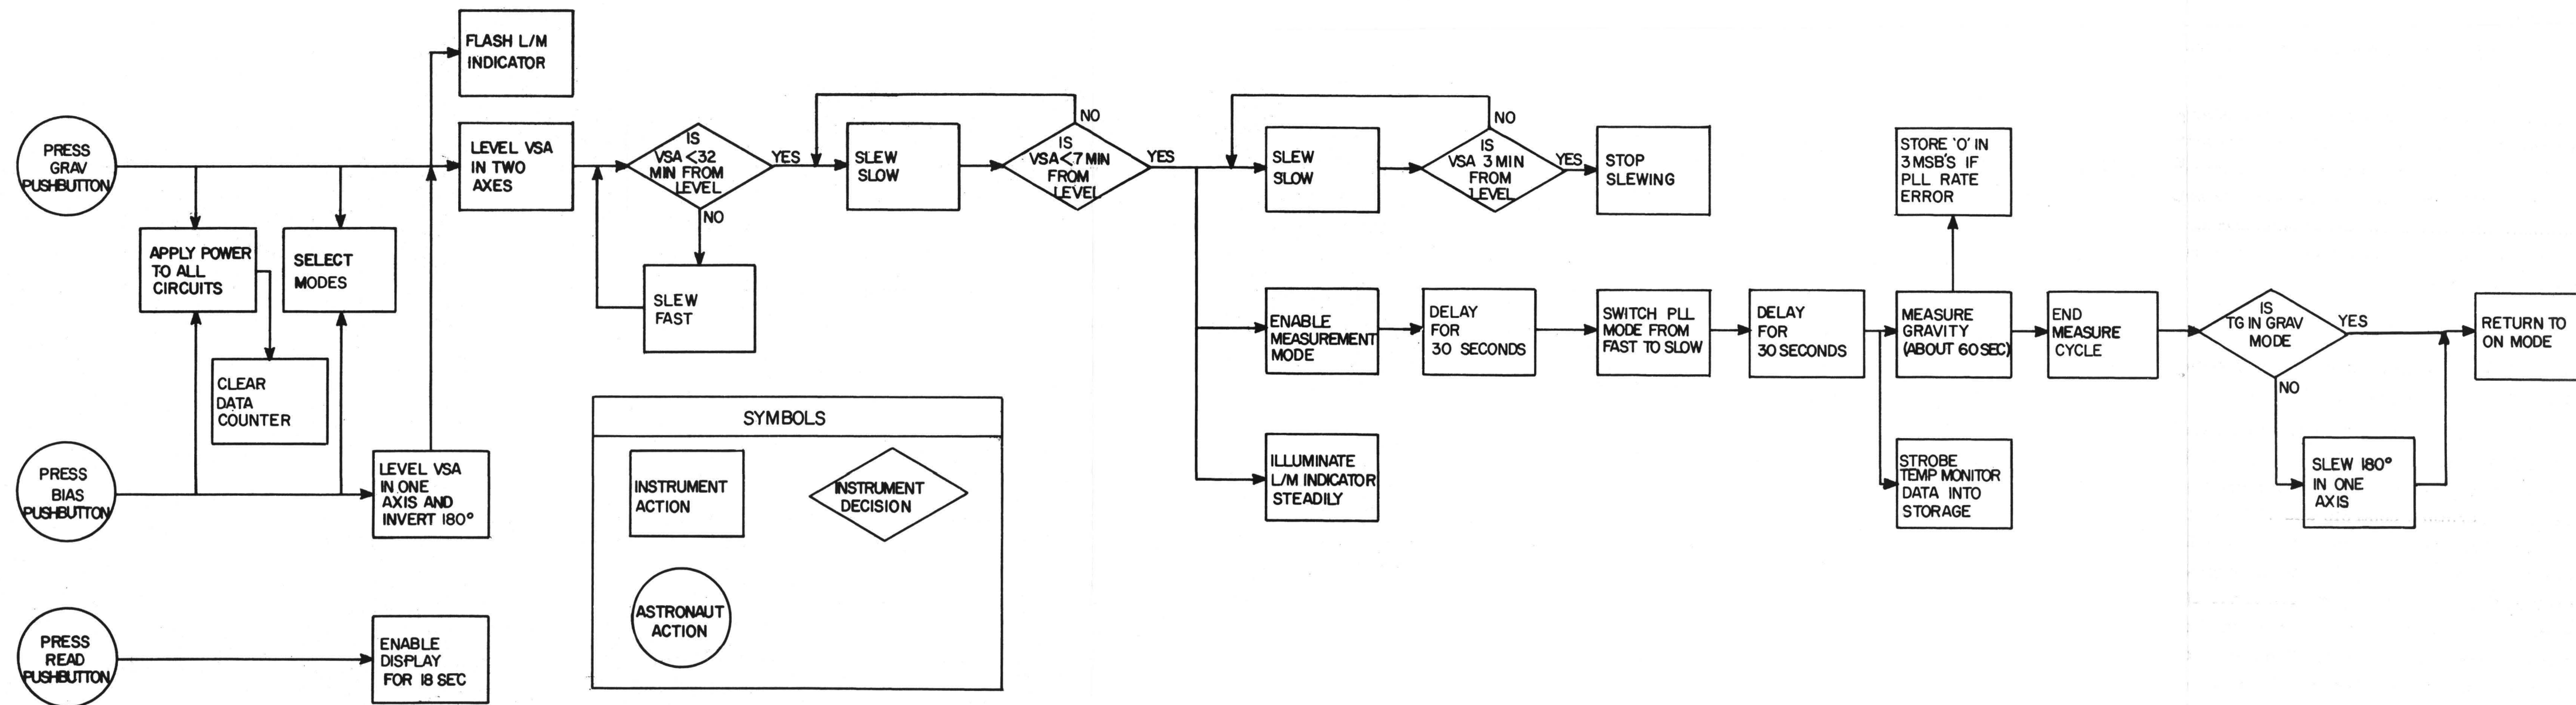 FLASH L/M
INDICATOR
PRESS
GRAV
PUSHBUTTON
LEVEL VSA
IN TWO
AXES
IS
VSA <32
MIN FROM
LEVEL
YES
NO
SLEW
FAST
SLEW
SLOW
IS
VSA<7 MIN
FROM
LEVEL
NO
YES
SLEW
SLOW
IS
VSA 3 MIN
FROM
LEVEL
NO
YES
STOP
SLEWING
STORE 'O' IN
3 MSB'S IF
PLL RATE
ERROR
APPLY POWER
TO ALL
CIRCUITS
SELECT
MODES
CLEAR
DATA
COUNTER
ENABLE
MEASUREMENT
MODE
DELAY
FOR
30 SECONDS
SWITCH PLL
MODE FROM
FAST TO SLOW
DELAY
FOR
30 SECONDS
MEASURE
GRAVITY
(ABOUT 60 SEC)
END
MEASURE
CYCLE
IS
TG IN GRAV
MODE
YES
NO
RETURN TO
ON MODE
PRESS
BIAS
PUSHBUTTON
LEVEL VSA
IN ONE
AXIS AND
INVERT 180°
ILLUMINATE
L/M INDICATOR
STEADILY
STROBE
TEMP MONITOR
DATA INTO
STORAGE
SLEW 180°
IN ONE
AXIS
SYMBOLS
INSTRUMENT
ACTION
INSTRUMENT
DECISION
ASTRONAUT
ACTION
PRESS
READ
PUSHBUTTON
ENABLE
DISPLAY
FOR 18 SEC